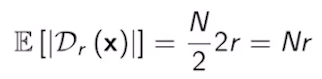 𝔼 [|𝒟ᵣ (𝐱)|] = N/2 2r = Nr